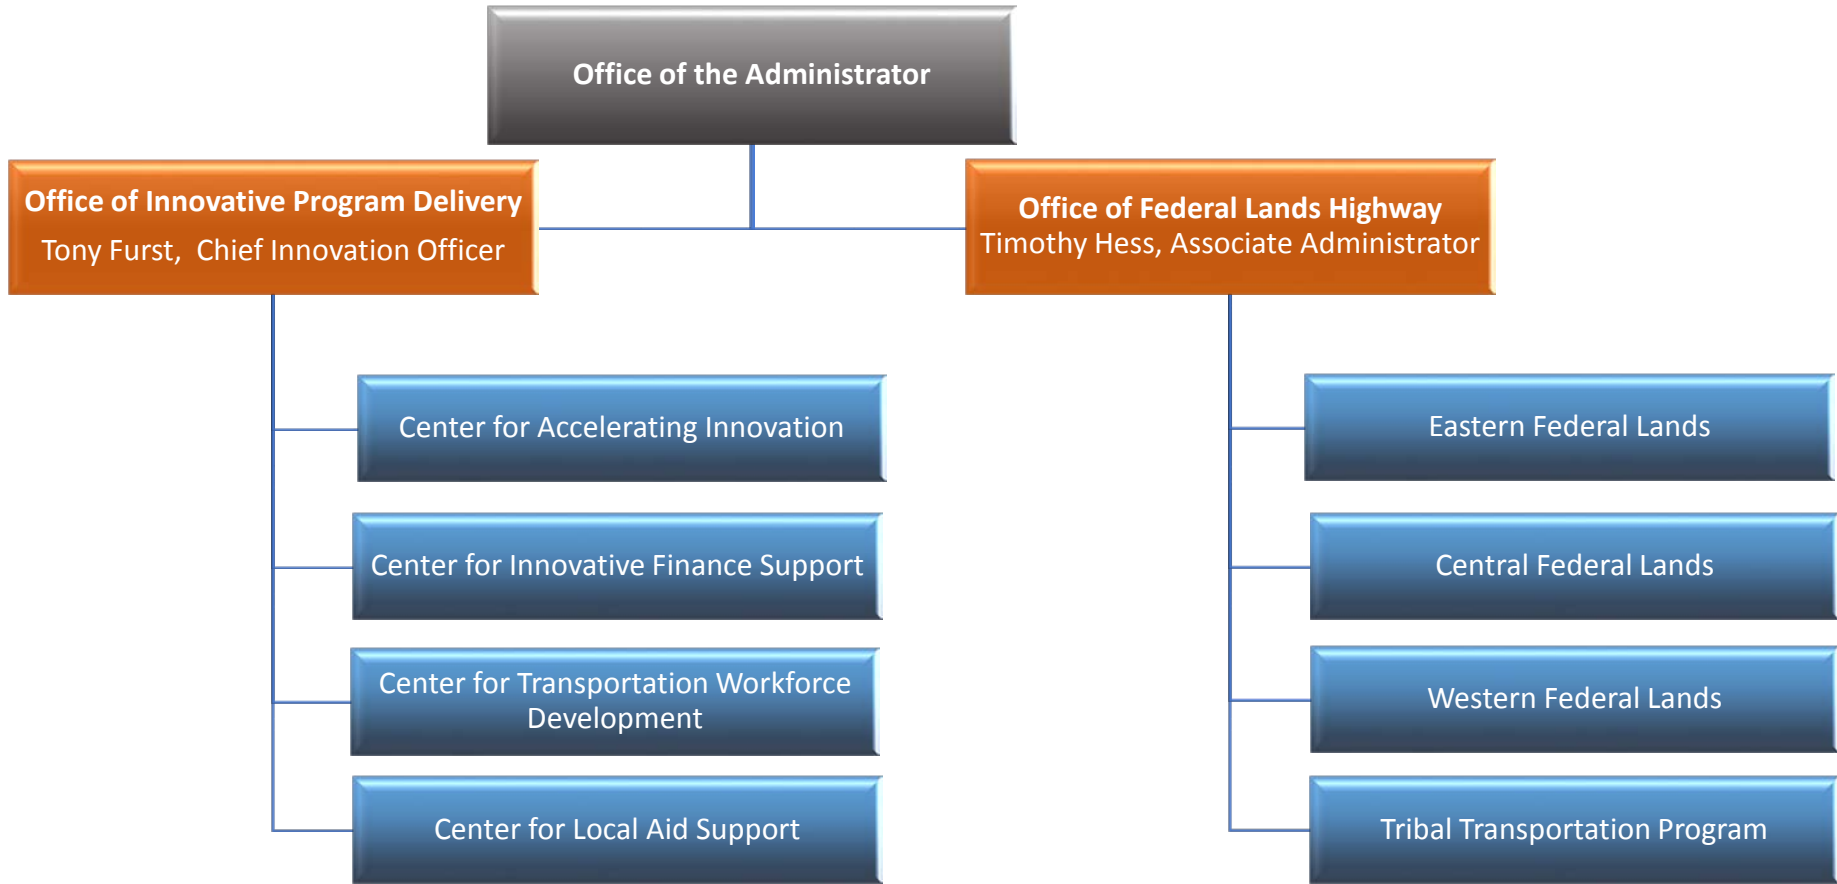 Office of the Administrator
Office of Innovative Program Delivery
Tony Furst,  Chief Innovation Officer
Office of Federal Lands Highway
Timothy Hess, Associate Administrator
Center for Accelerating Innovation
Center for Innovative Finance Support
Center for Transportation Workforce
Development
Center for Local Aid Support
Eastern Federal Lands
Central Federal Lands
Western Federal Lands
Tribal Transportation Program